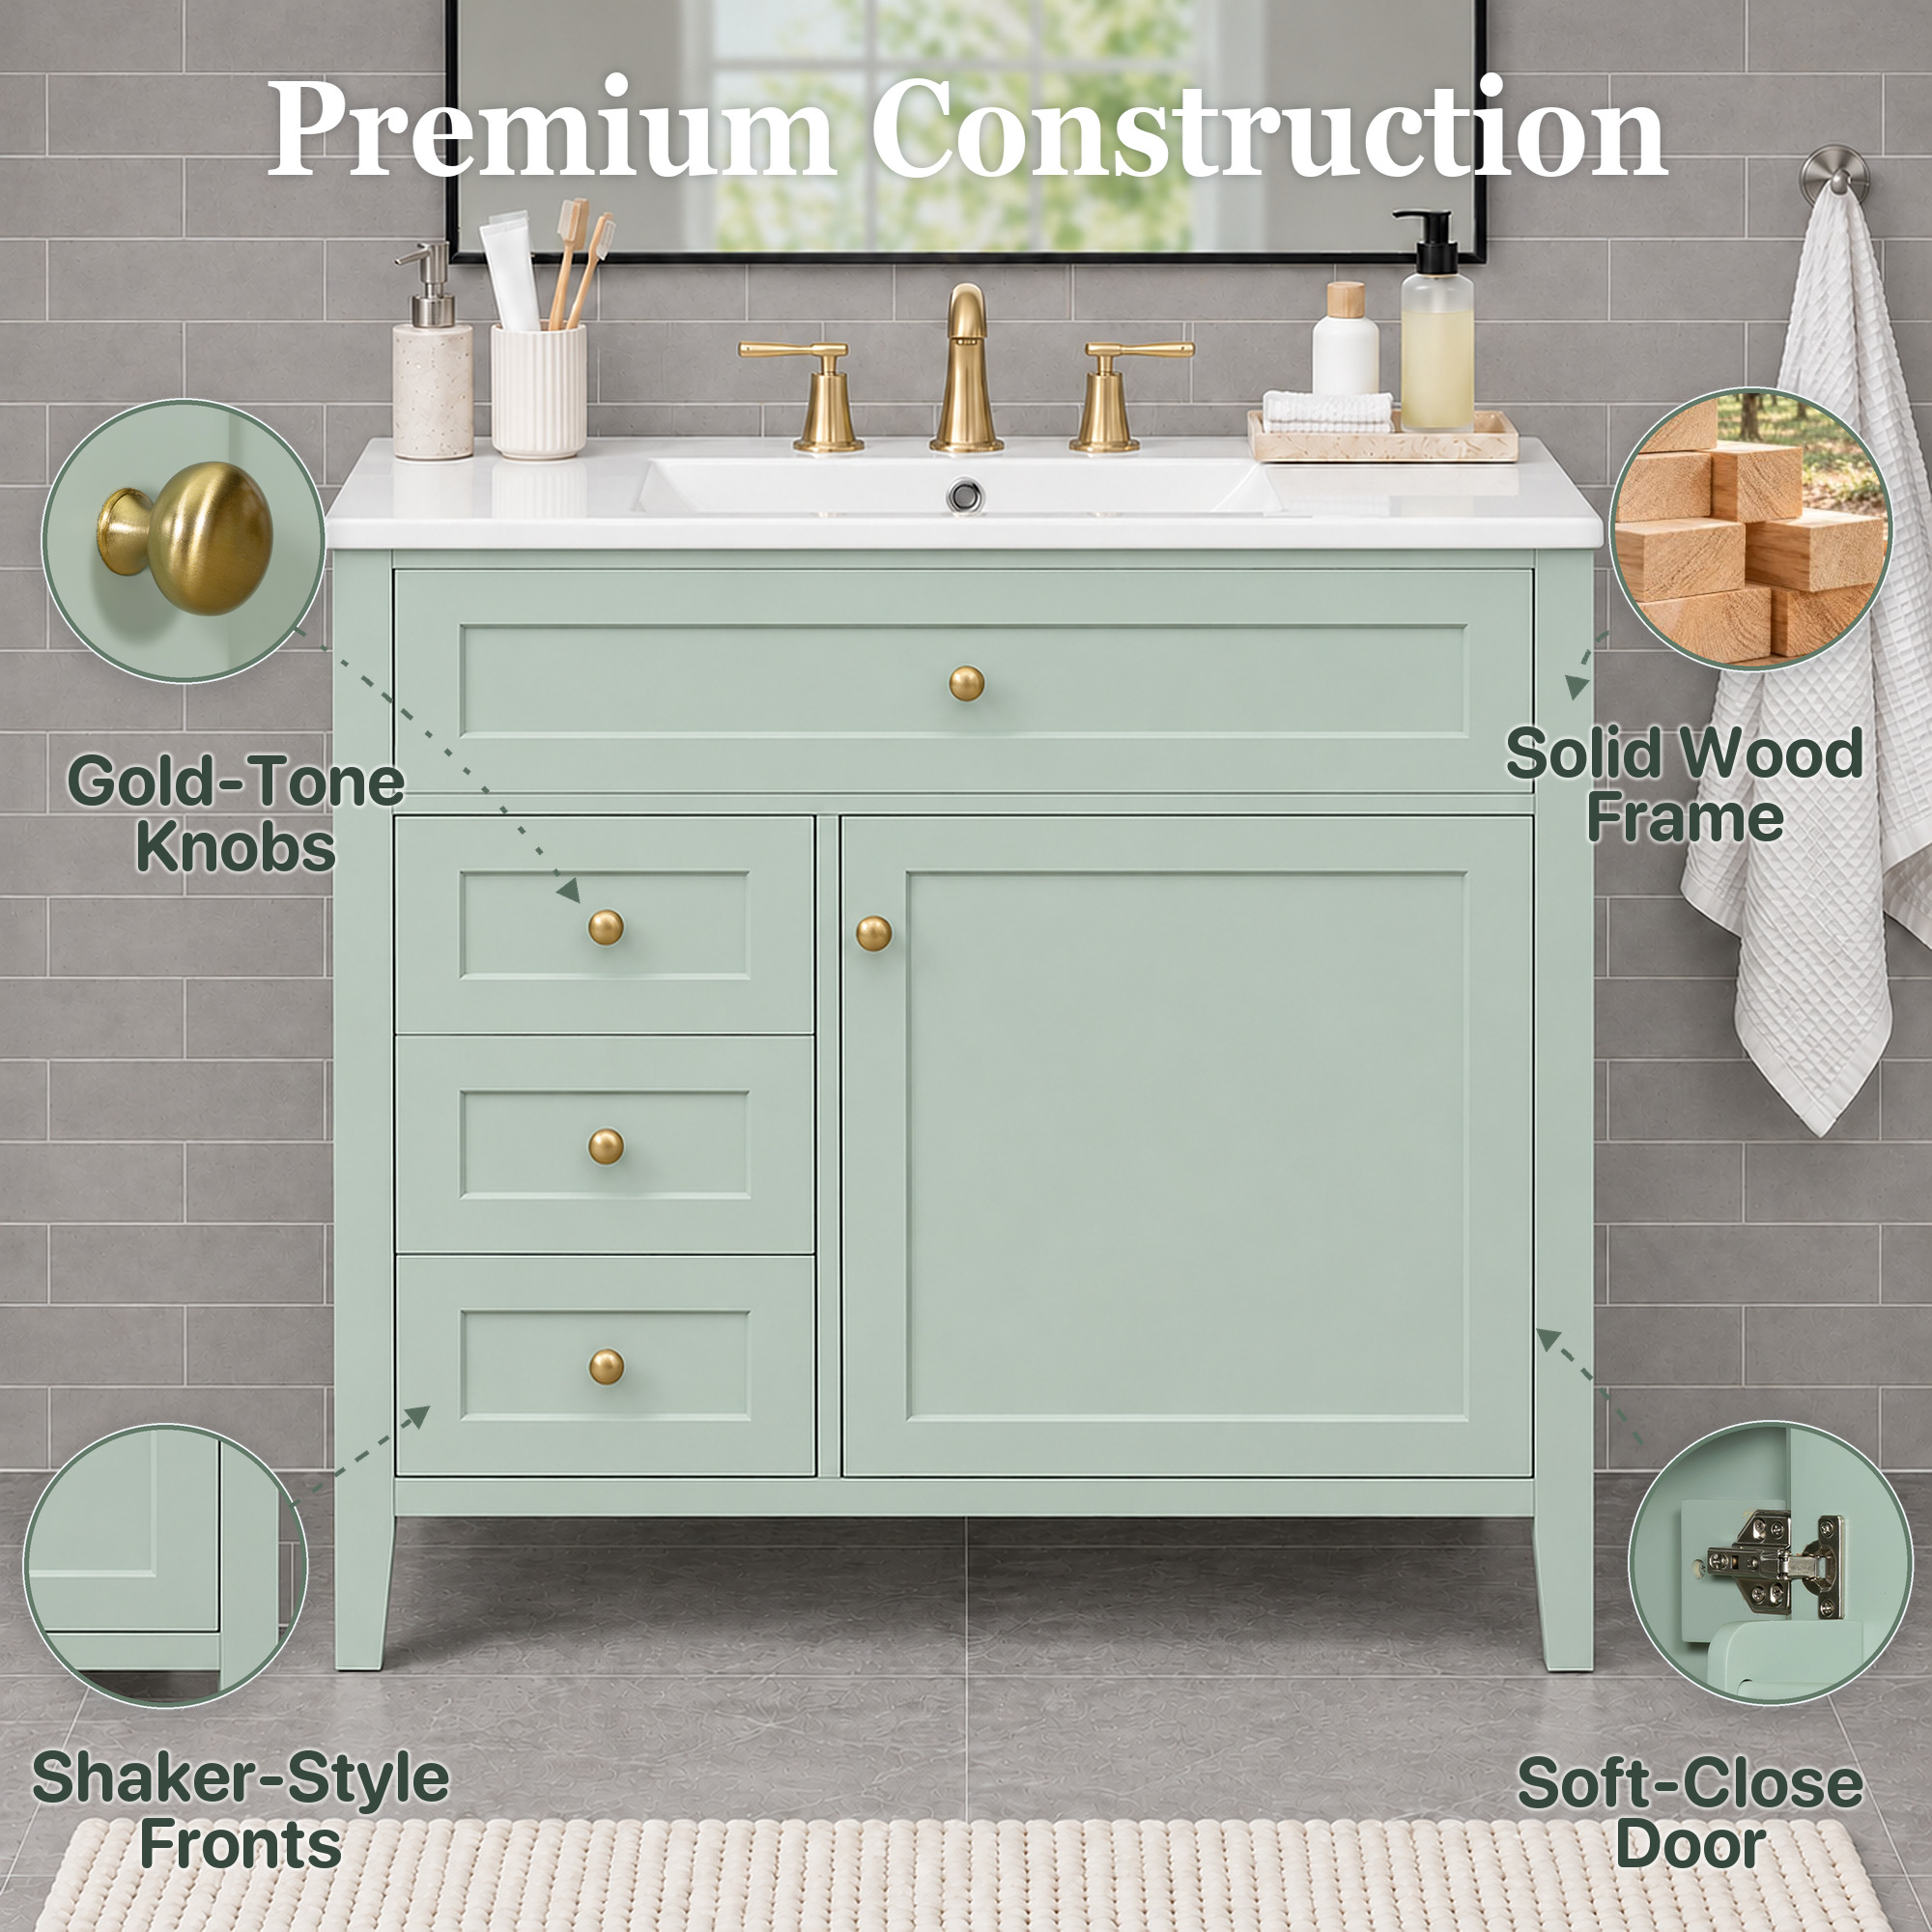 Premium Construction
Gold-Tone
Knobs
Solid Wood
Frame
Shaker-Style
Fronts
Soft-Close
Door